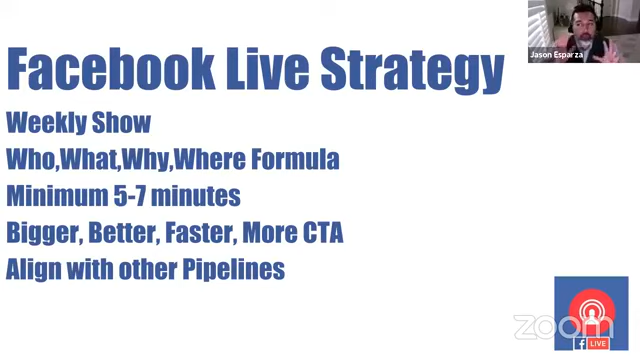 Jason Esparza
Facebook Live Strategy
Weekly Show
Who,What,Why,Where Formula
Minimum 5-7 minutes
Bigger, Better, Faster, More CTA
Align with other Pipelines
zoom
f LIVE